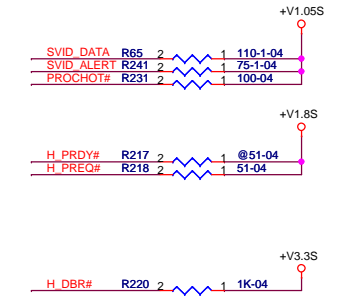 +V1.05S
SVID_DATA R65 2 1 110-1-04
SVID_ALERT R241 2 1 75-1-04
PROCHOT# R231 2 1 100-04
+V1.8S
H_PRDY# R217 2 1 @51-04
H_PREQ# R218 2 1 51-04
+V3.3S
H_DBR# R220 2 1 1K-04